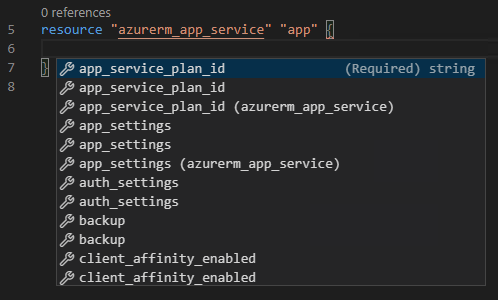 0 references
5 resource "azurerm_app_service" "app" {
6
7 }
8
app_service_plan_id (Required) string
app_service_plan_id
app_service_plan_id (azurerm_app_service)
app_settings
app_settings
app_settings (azurerm_app_service)
auth_settings
auth_settings
backup
backup
client_affinity_enabled
client_affinity_enabled